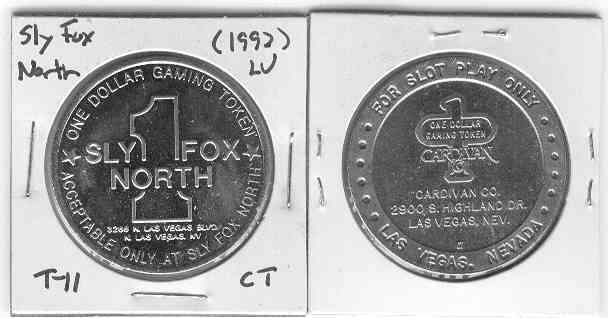 Sly Fox
North
(1992)
LV
ONE DOLLAR GAMING TOKEN
1
SLY FOX
NORTH
3266 N. LAS VEGAS BLVD.
N. LAS VEGAS, NV
ACCEPTABLE ONLY AT SLY FOX NORTH
T-11
CT
FOR SLOT PLAY ONLY
1
ONE DOLLAR
GAMING TOKEN
CARDIVAN
CO
CARDIVAN CO.
2900 S. HIGHLAND DR.
LAS VEGAS, NEV.
LAS VEGAS, NEVADA